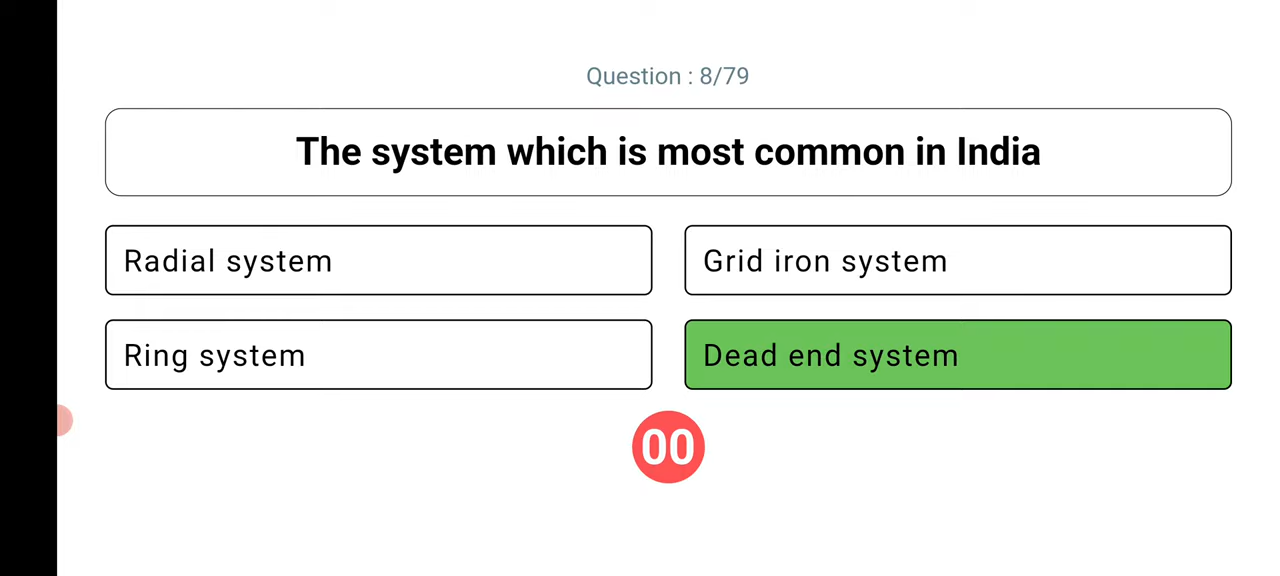 Question : 8/79
The system which is most common in India
Radial system
Grid iron system
Ring system
Dead end system
00